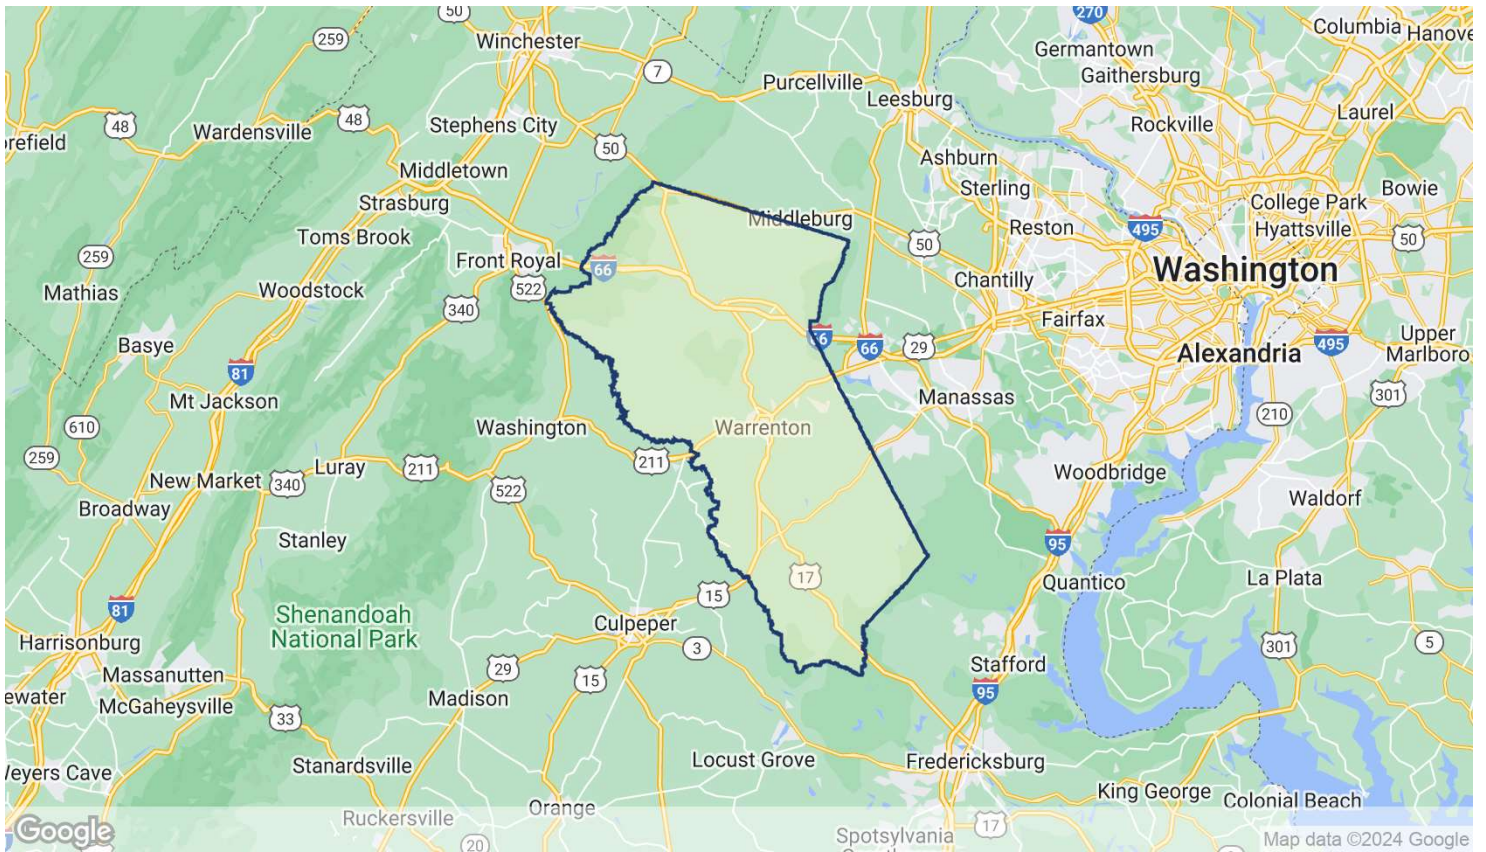 50
270
Columbia
Hanove
259
Winchester
Germantown
7
Purcellville
Gaithersburg
Leesburg
48
48
Stephens City
Rockville
Laurel
orefield
Wardensville
50
Middletown
Ashburn
Sterling
Bowie
Strasburg
College Park
Middleburg
Reston
495
Hyattsville
Toms Brook
50
50
259
Front Royal
66
Chantilly
Washington
Mathias
Woodstock
522
340
Fairfax
Upper
Marlboro
Basye
66
66
29
495
Alexandria
81
Manassas
301
Mt Jackson
210
610
Washington
Warrenton
259
Luray
211
211
Woodbridge
New Market
340
522
Waldorf
Broadway
Stanley
95
17
Quantico
La Plata
81
15
Shenandoah
National Park
Culpeper
Harrisonburg
3
301
5
Massanutten
29
Stafford
ewater
McGaheysville
15
95
Madison
33
Locust Grove
Fredericksburg
Weyers Cave
Stanardsville
King George
Colonial Beach
Orange
Ruckersville
17
Spotsylvania
20
Google
Map data ©2024 Google